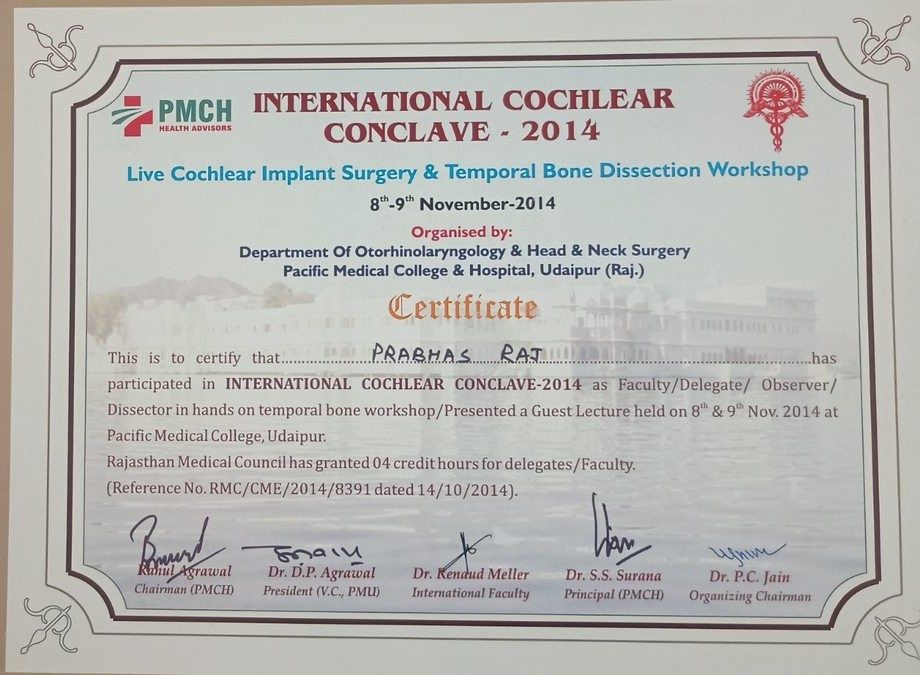 PMCH
HEALTH ADVISORS
INTERNATIONAL COCHLEAR
CONCLAVE - 2014
Live Cochlear Implant Surgery & Temporal Bone Dissection Workshop
8th-9th November-2014
Organised by:
Department Of Otorhinolaryngology & Head & Neck Surgery
Pacific Medical College & Hospital, Udaipur (Raj.)
Certificate
This is to certify that PRABHAS RAJ has
participated in INTERNATIONAL COCHLEAR CONCLAVE-2014 as Faculty/Delegate/ Observer/
Dissector in hands on temporal bone workshop/Presented a Guest Lecture held on 8th & 9th Nov. 2014 at
Pacific Medical College, Udaipur.
Rajasthan Medical Council has granted 04 credit hours for delegates/Faculty.
(Reference No. RMC/CME/2014/8391 dated 14/10/2014).
Rahul Agrawal Dr. D.P. Agrawal Dr. Renaud Meller Dr. S.S. Surana Dr. P.C. Jain
Chairman (PMCH) President (V.C., PMU) International Faculty Principal (PMCH) Organizing Chairman